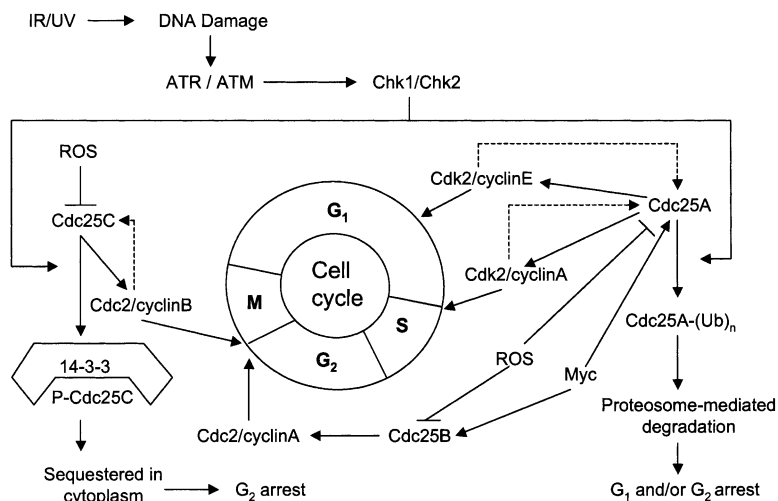 IR/UV
DNA Damage
ATR / ATM
Chk1/Chk2
ROS
Cdk2/cyclinE
G1
Cdc25C
Cdc25A
Cell
cycle
Cdk2/cyclinA
Cdc2/cyclinB
M
S
Cdc25A-(Ub)n
G2
ROS
14-3-3
Myc
P-Cdc25C
Proteosome-mediated
degradation
Cdc2/cyclinA
Cdc25B
Sequestered in
cytoplasm
G2 arrest
G1 and/or G2 arrest